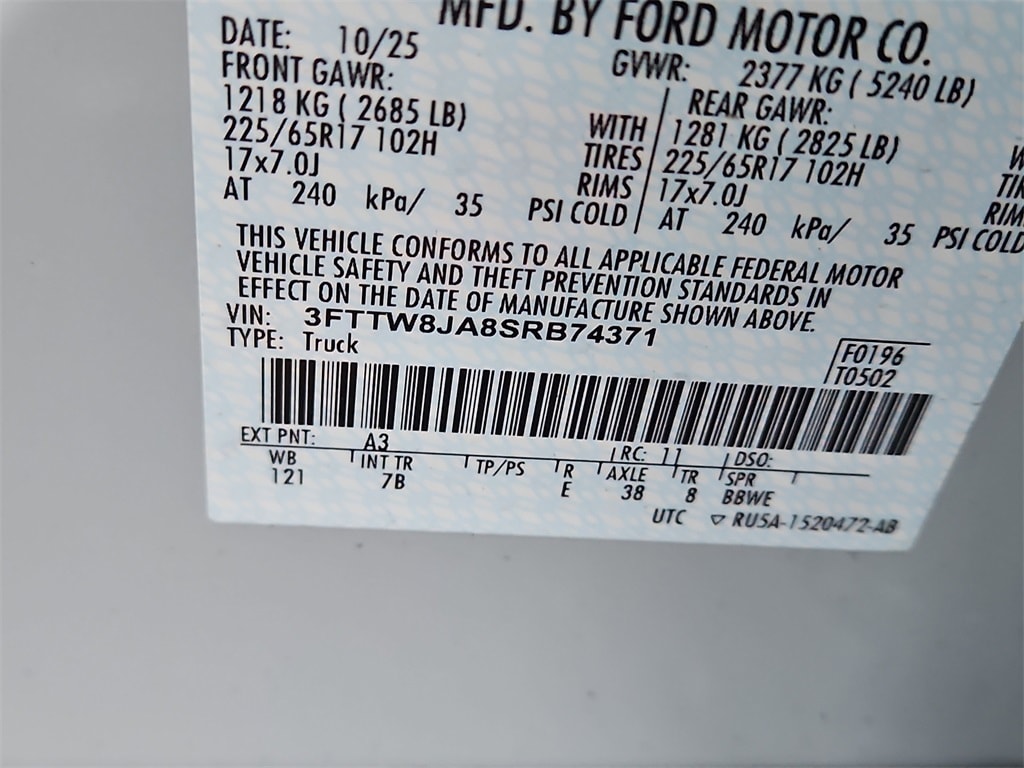 MFD. BY FORD MOTOR CO.
DATE: 10/25
GVWR: 2377 KG ( 5240 LB)
FRONT GAWR:
REAR GAWR:
1218 KG ( 2685 LB)
WITH
1281 KG ( 2825 LB)
225/65R17 102H
TIRES
225/65R17 102H
17x7.0J
RIMS
17x7.0J
AT 240 kPa/ 35 PSI COLD
AT 240 kPa/ 35 PSI COLD
THIS VEHICLE CONFORMS TO ALL APPLICABLE FEDERAL MOTOR
VEHICLE SAFETY AND THEFT PREVENTION STANDARDS IN
EFFECT ON THE DATE OF MANUFACTURE SHOWN ABOVE.
VIN: 3FTTW8JA8SRB74371
TYPE: Truck
F0196
T0502
EXT PNT: A3 RC: 11 DSO:
WB INT TR TP/PS R AXLE TR SPR
121 7B E 38 8 BBWE
UTC ▽ RU5A-1520472-AB